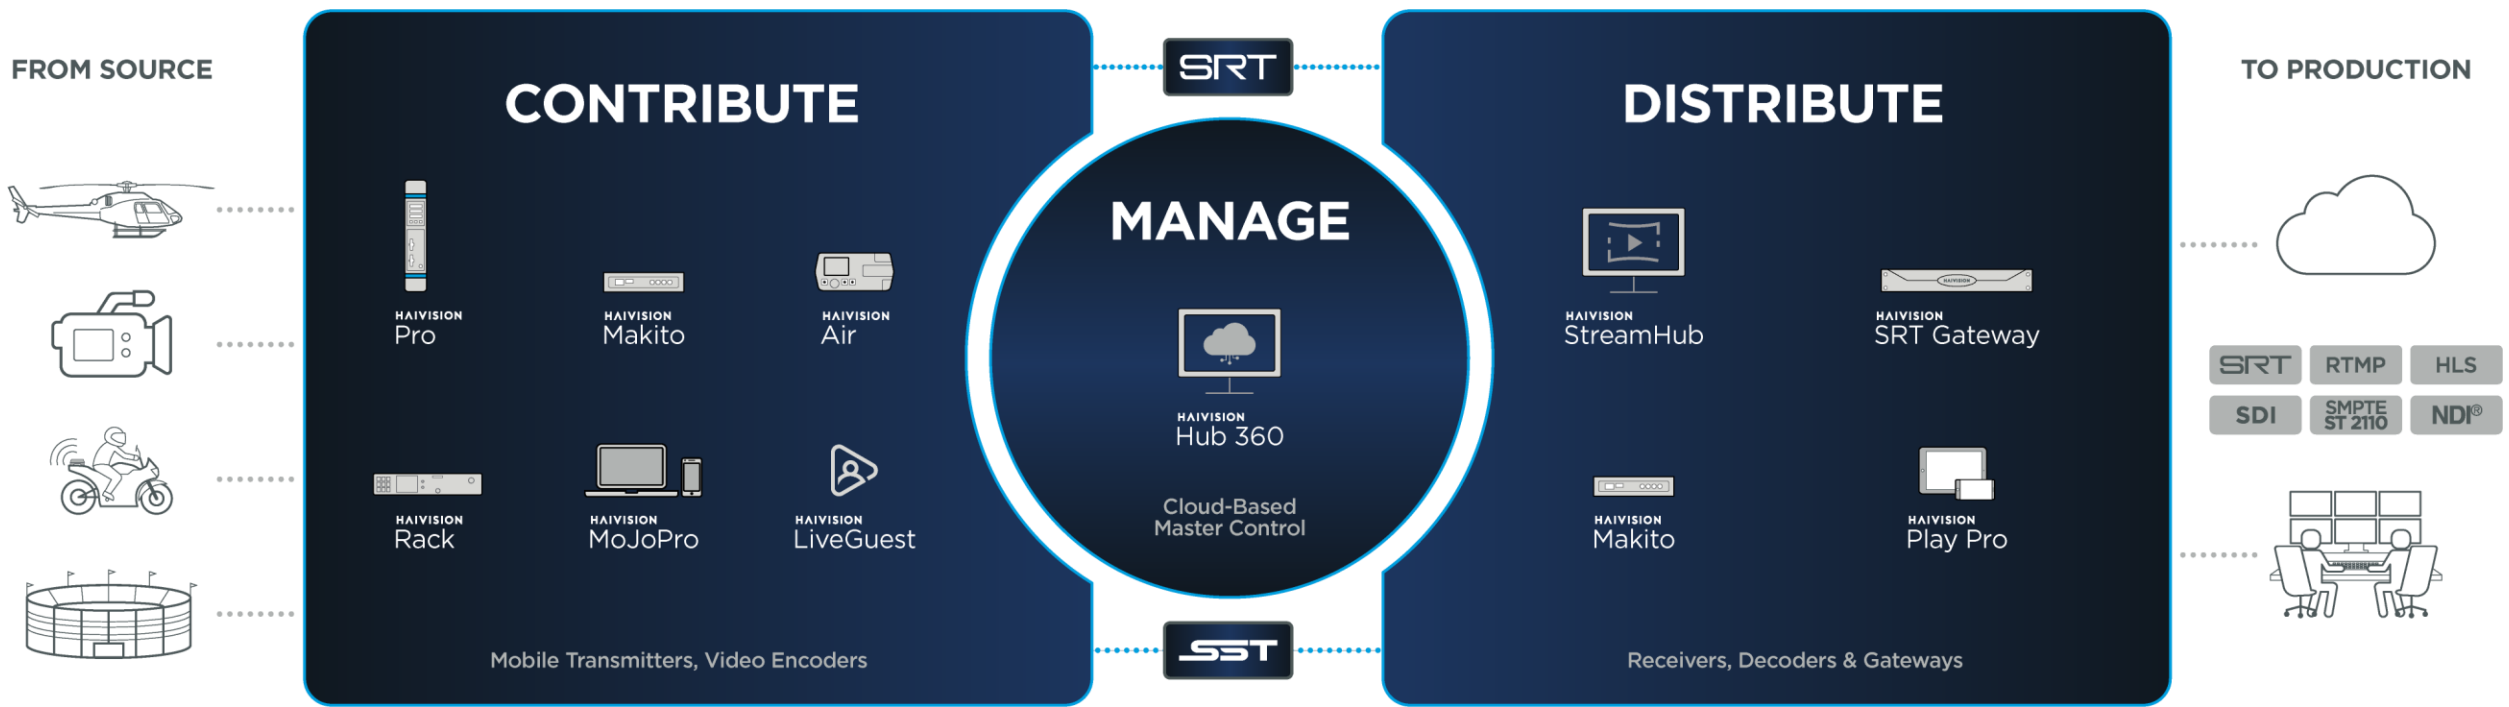 FROM SOURCE
CONTRIBUTE
HAIVISION
Pro
HAIVISION
Makito
HAIVISION
Air
HAIVISION
Rack
HAIVISION
MoJoPro
HAIVISION
LiveGuest
Mobile Transmitters, Video Encoders
SRT
MANAGE
HAIVISION
Hub 360
Cloud-Based
Master Control
SST
DISTRIBUTE
HAIVISION
StreamHub
HAIVISION
HAIVISION
SRT Gateway
HAIVISION
Makito
HAIVISION
Play Pro
Receivers, Decoders & Gateways
TO PRODUCTION
SRT
RTMP
HLS
SDI
SMPTE
ST 2110
NDI®